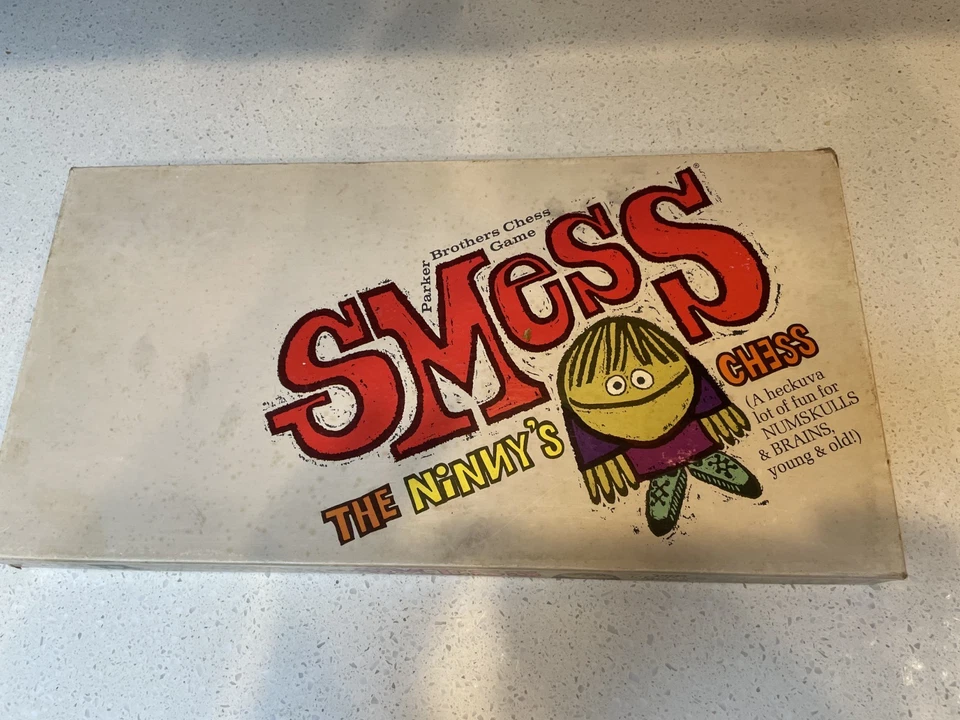 Parker
Brothers Chess
Game
SMESS®
THE NINNY'S
CHESS
(A heckuva
lot of fun for
NUMSKULLS
& BRAINS,
young & old!)